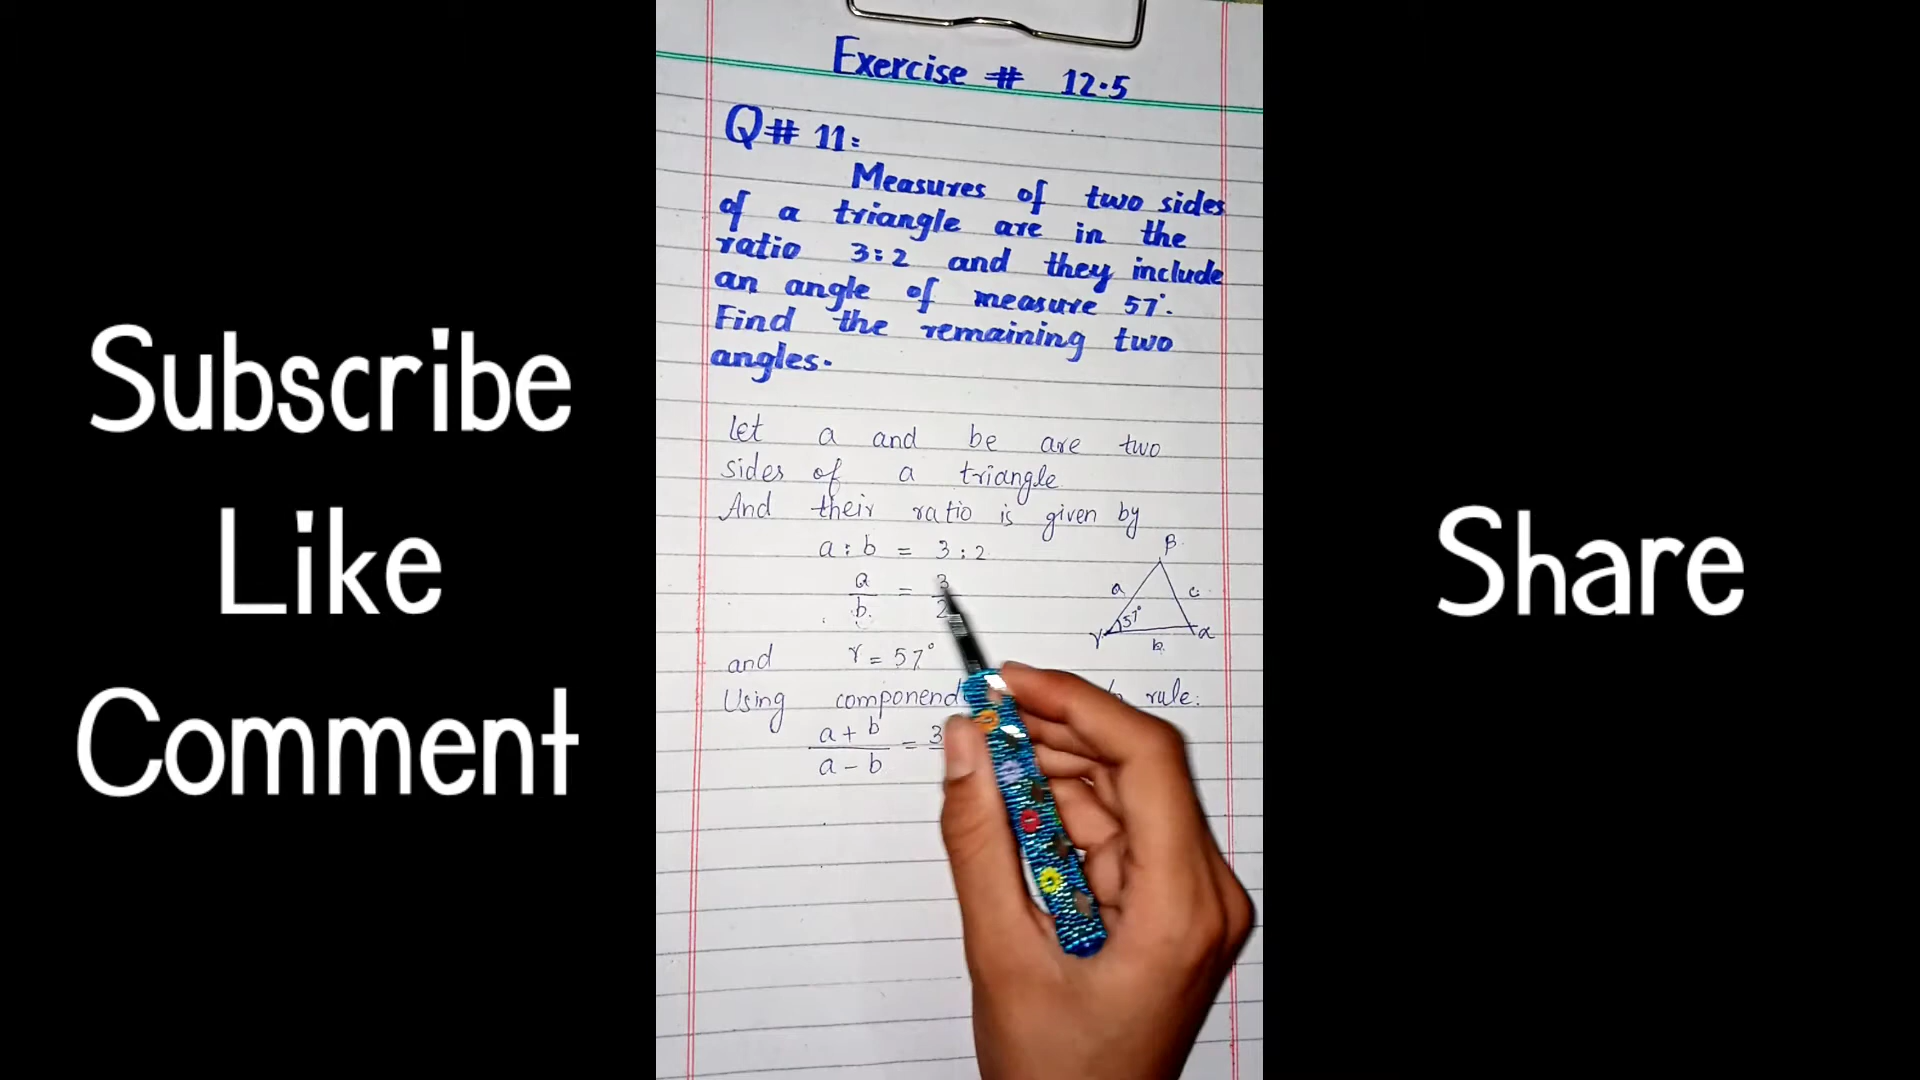 Subscribe
Like
Comment
Exercise # 12.5
Q# 11:
Measures of two sides
of a triangle are in the
ratio 3:2 and they include
an angle of measure 57°.
Find the remaining two
angles.
let a and be are two
sides of a triangle
And their ratio is given by
a : b = 3 : 2
a/b = 3/2
and γ = 57°
Using rule.
a + b / a - b = 3
β
a c
57°
γ α
b
Share